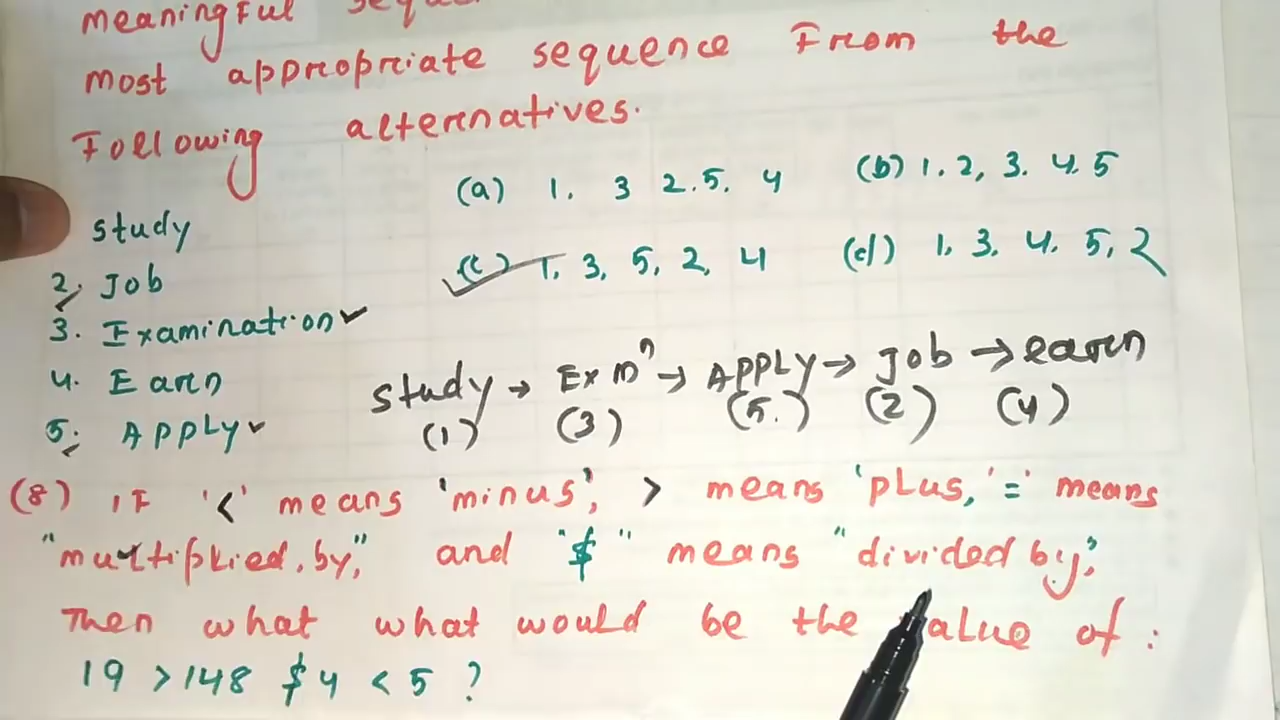 meaningful
most appropriate sequence From the
Following alternatives.
(a) 1. 3 2.5. 4 (b) 1. 2, 3. 4. 5
study
(c) 1, 3, 5, 2, 4 (d) 1, 3. 4. 5, 2
2. Job
3. Examination
4. Earn
study → Exmⁿ → APPLY → Job → earn
5. APPLY
(1) (3) (5.) (2) (4)
(8) IF '<' means 'minus', > means 'plus,' '=' means
"multiplied.by," and "$" means "divided by,"
Then what what would be the value of :
19 > 148 $ 4 < 5 ?